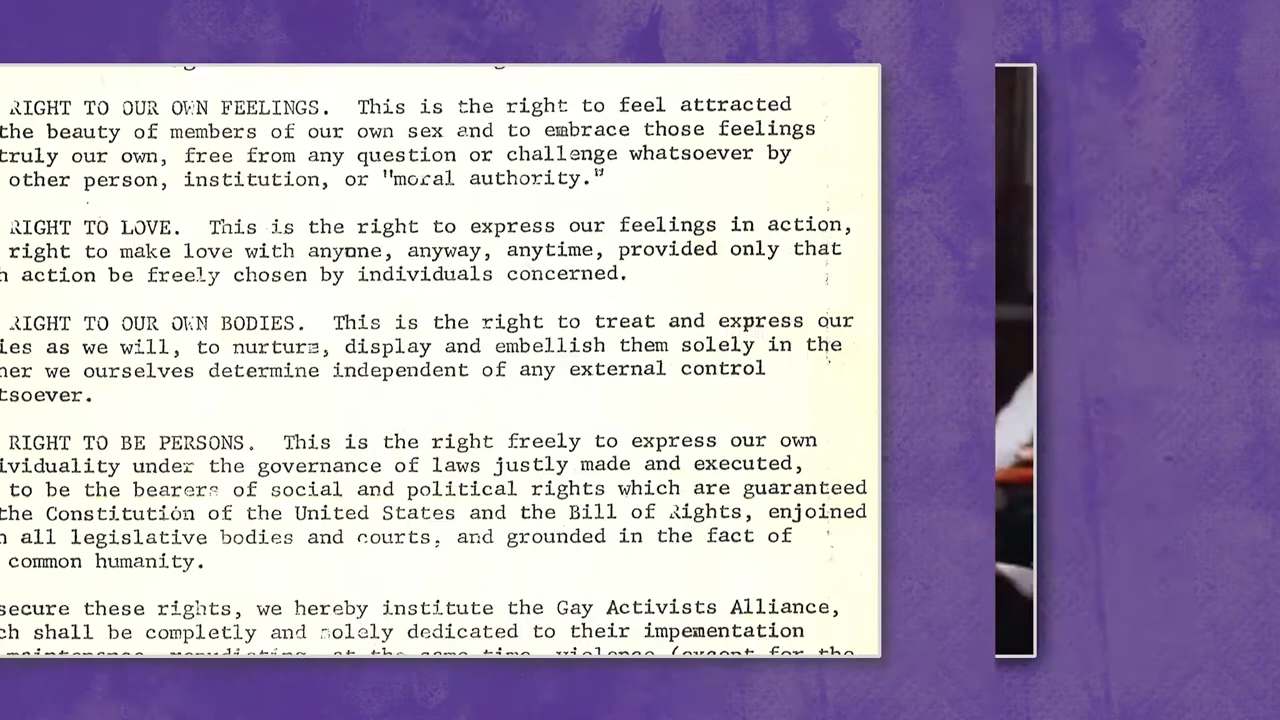 RIGHT TO OUR OWN FEELINGS. This is the right to feel attracted
the beauty of members of our own sex and to embrace those feelings
truly our own, free from any question or challenge whatsoever by
other person, institution, or "moral authority."
RIGHT TO LOVE. This is the right to express our feelings in action,
right to make love with anyone, anyway, anytime, provided only that
h action be freely chosen by individuals concerned.
RIGHT TO OUR OWN BODIES. This is the right to treat and express our
ies as we will, to nurture, display and embellish them solely in the
ner we ourselves determine independent of any external control
tsoever.
RIGHT TO BE PERSONS. This is the right freely to express our own
ividuality under the governance of laws justly made and executed,
to be the bearers of social and political rights which are guaranteed
the Constitution of the United States and the Bill of Rights, enjoined
n all legislative bodies and courts, and grounded in the fact of
common humanity.
secure these rights, we hereby institute the Gay Activists Alliance,
ch shall be completly and solely dedicated to their impementation
maintenance, repudiating, at the same time, violence (except for the